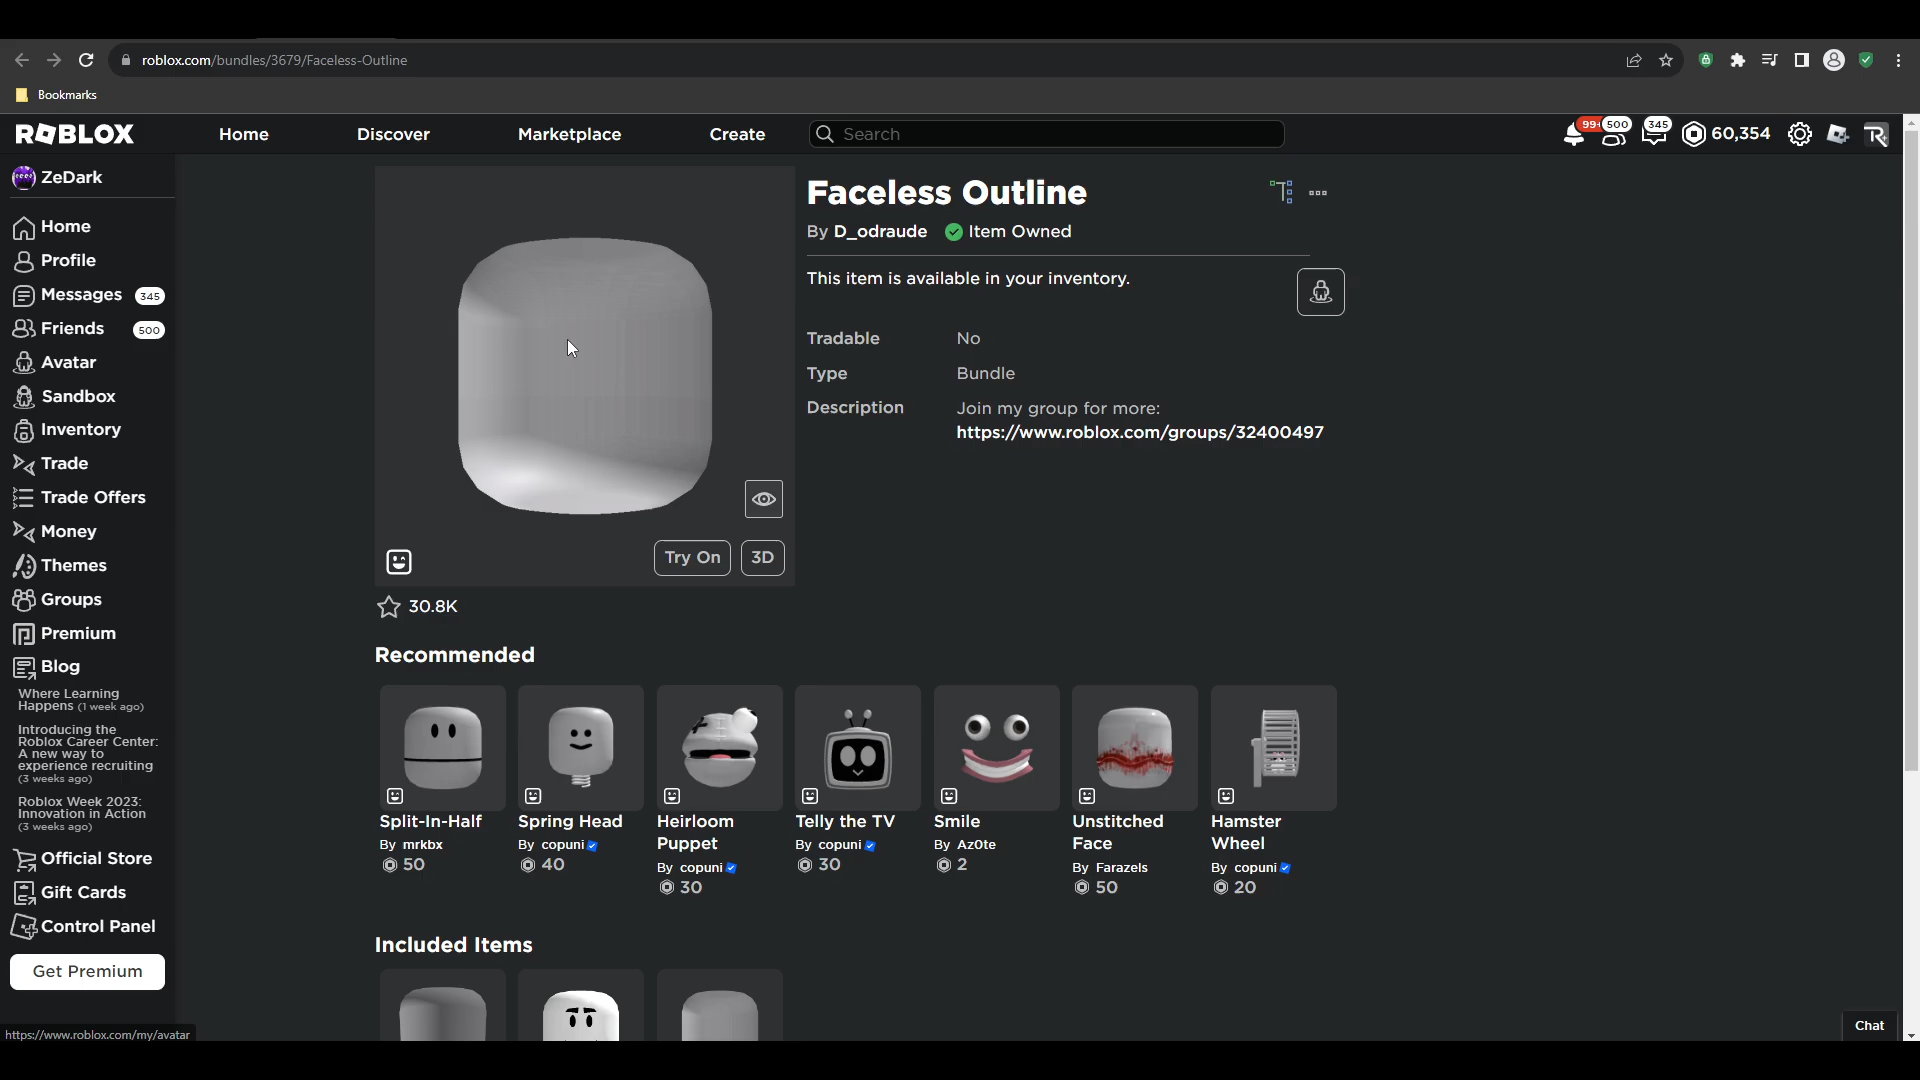 roblox.com/bundles/3679/Faceless-Outline
Bookmarks
ROBLOX
Home
Discover
Marketplace
Create
Search
99+
500
345
60,354
ZeDark
Home
Profile
Messages 345
Friends 500
Avatar
Sandbox
Inventory
Trade
Trade Offers
Money
Themes
Groups
Premium
Blog
Where Learning
Happens (1 week ago)
Introducing the
Roblox Career Center:
A new way to
experience recruiting
(3 weeks ago)
Roblox Week 2023:
Innovation in Action
(3 weeks ago)
Official Store
Gift Cards
Control Panel
Get Premium
https://www.roblox.com/my/avatar
Try On
3D
30.8K
Faceless Outline
By D_odraude Item Owned
This item is available in your inventory.
Tradable No
Type Bundle
Description Join my group for more:
https://www.roblox.com/groups/32400497
Recommended
Split-In-Half
By mrkbx
50
Spring Head
By copuni
40
Heirloom
Puppet
By copuni
30
Telly the TV
By copuni
30
Smile
By Az0te
2
Unstitched
Face
By Farazels
50
Hamster
Wheel
By copuni
20
Included Items
Chat